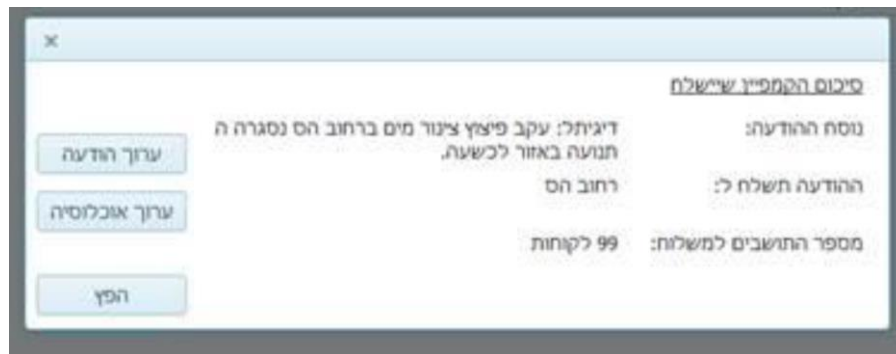 ×
סיכום הקמפיין שיישלח
נוסח ההודעה: דיגיתל: עקב פיצוץ צינור מים ברחוב הס נסגרה ה
תנועה באזור לכשעה.
ההודעה תשלח ל: רחוב הס
מספר התושבים למשלוח: 99 לקוחות
ערוך הודעה
ערוך אוכלוסיה
הפץ